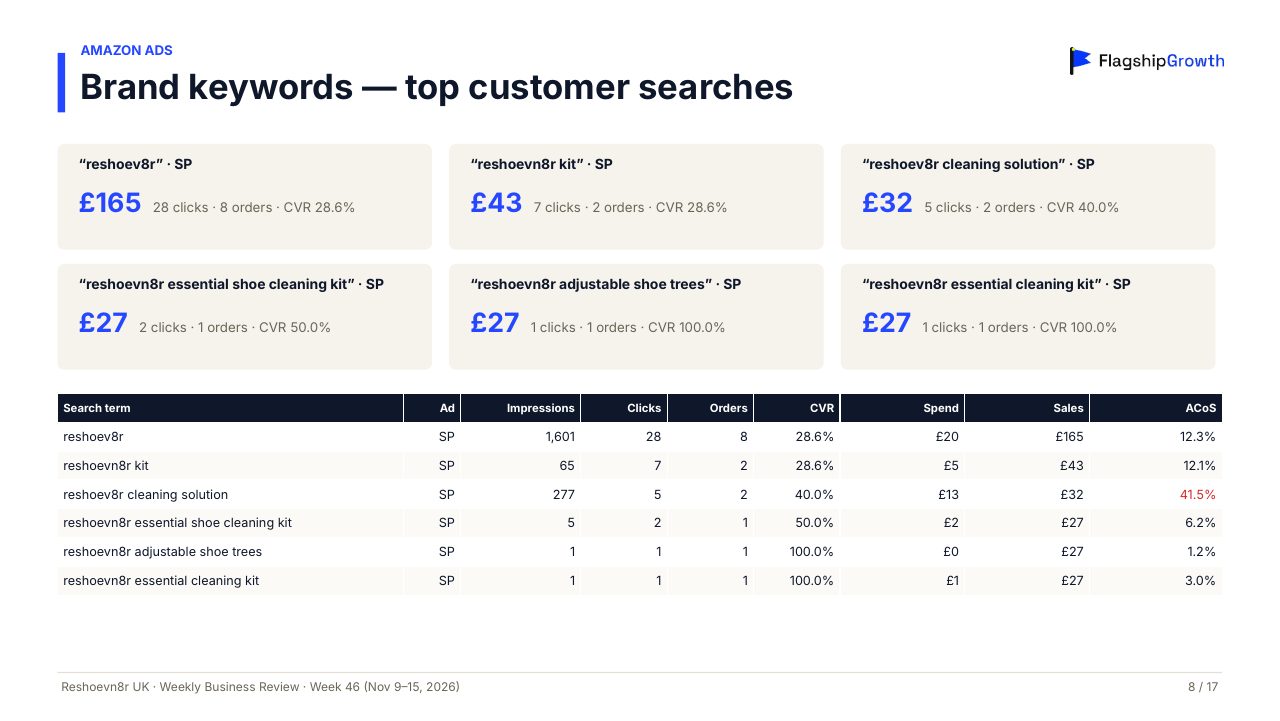 AMAZON ADS
Brand keywords — top customer searches
FlagshipGrowth
“reshoev8r” · SP
£165 28 clicks · 8 orders · CVR 28.6%
“reshoevn8r kit” · SP
£43 7 clicks · 2 orders · CVR 28.6%
“reshoev8r cleaning solution” · SP
£32 5 clicks · 2 orders · CVR 40.0%
“reshoevn8r essential shoe cleaning kit” · SP
£27 2 clicks · 1 orders · CVR 50.0%
“reshoevn8r adjustable shoe trees” · SP
£27 1 clicks · 1 orders · CVR 100.0%
“reshoevn8r essential cleaning kit” · SP
£27 1 clicks · 1 orders · CVR 100.0%
Search term Ad Impressions Clicks Orders CVR Spend Sales ACoS
reshoev8r SP 1,601 28 8 28.6% £20 £165 12.3%
reshoevn8r kit SP 65 7 2 28.6% £5 £43 12.1%
reshoev8r cleaning solution SP 277 5 2 40.0% £13 £32 41.5%
reshoevn8r essential shoe cleaning kit SP 5 2 1 50.0% £2 £27 6.2%
reshoevn8r adjustable shoe trees SP 1 1 1 100.0% £0 £27 1.2%
reshoevn8r essential cleaning kit SP 1 1 1 100.0% £1 £27 3.0%
Reshoevn8r UK · Weekly Business Review · Week 46 (Nov 9–15, 2026)
8 / 17